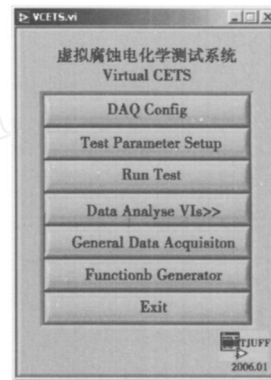 VCETS.vi
虚拟腐蚀电化学测试系统
Virtual CETS
DAQ Config
Test Parameter Setup
Run Test
Data Analyse VIs>>
General Data Acquisiton
Functionb Generator
Exit
TJUFF
2006.01